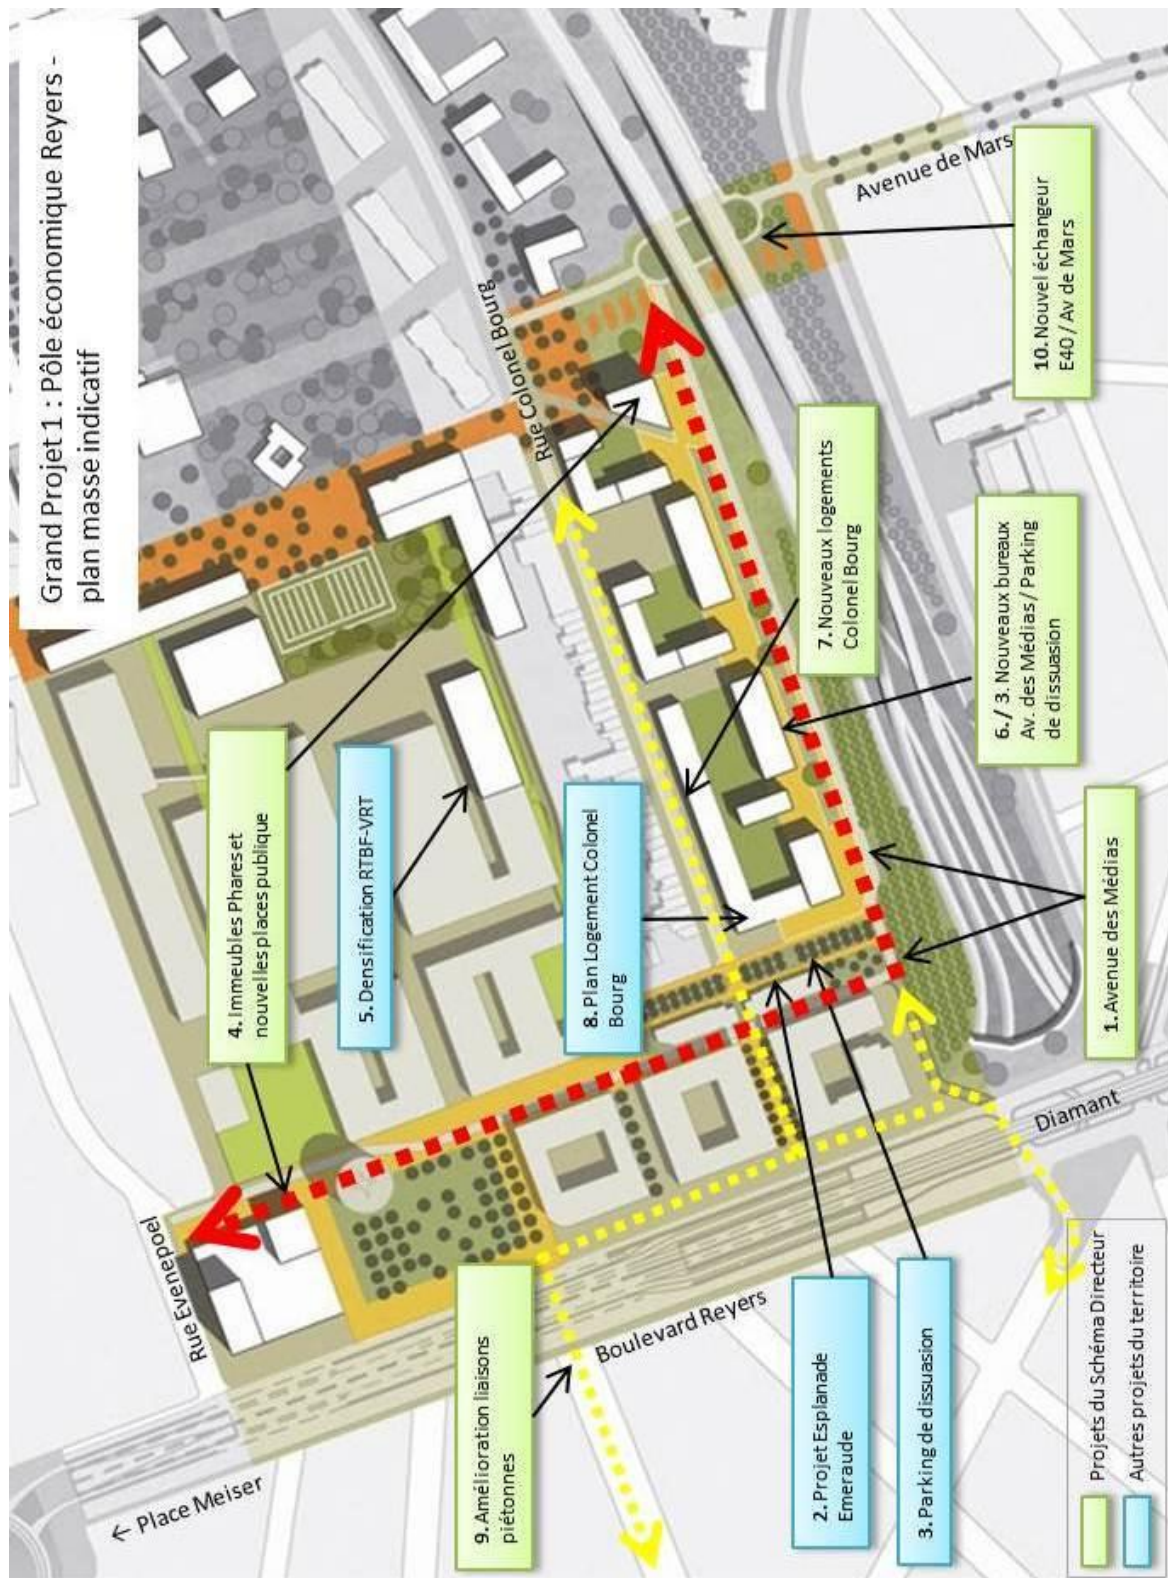 Grand Projet 1 : Pôle économique Reyers -
plan masse indicatif
Rue Evenepoel
← Place Meiser
Boulevard Reyers
Diamant
Rue Colonel Bourg
Rue Colonel Bourg
Avenue de Mars
4. Immeubles Phares et
nouvelles places publique
5. Densification RTBF-VRT
8. Plan Logement Colonel
Bourg
7. Nouveaux logements
Colonel Bourg
6. / 3. Nouveaux bureaux
Av. des Médias / Parking
de dissuasion
10. Nouvel échangeur
E40 / Av de Mars
1. Avenue des Médias
9. Amélioration liaisons
piétonnes
2. Projet Esplanade
Emeraude
3. Parking de dissuasion
Projets du Schéma Directeur
Autres projets du territoire